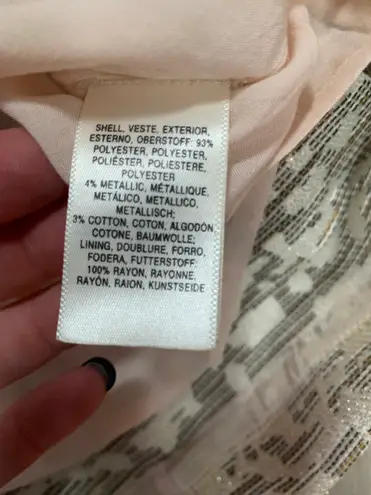 SHELL, VESTE, EXTERIOR,
ESTERNO, OBERSTOFF: 93%
POLYESTER, POLYESTER,
POLIÉSTER, POLIESTERE,
POLYESTER
4% METALLIC, MÉTALLIQUE,
METÁLICO, METALLICO,
METALLISCH;
3% COTTON, COTON, ALGODÓN,
COTONE, BAUMWOLLE;
LINING, DOUBLURE, FORRO,
FODERA, FUTTERSTOFF:
100% RAYON, RAYONNE,
RAYÓN, RAION, KUNSTSEIDE